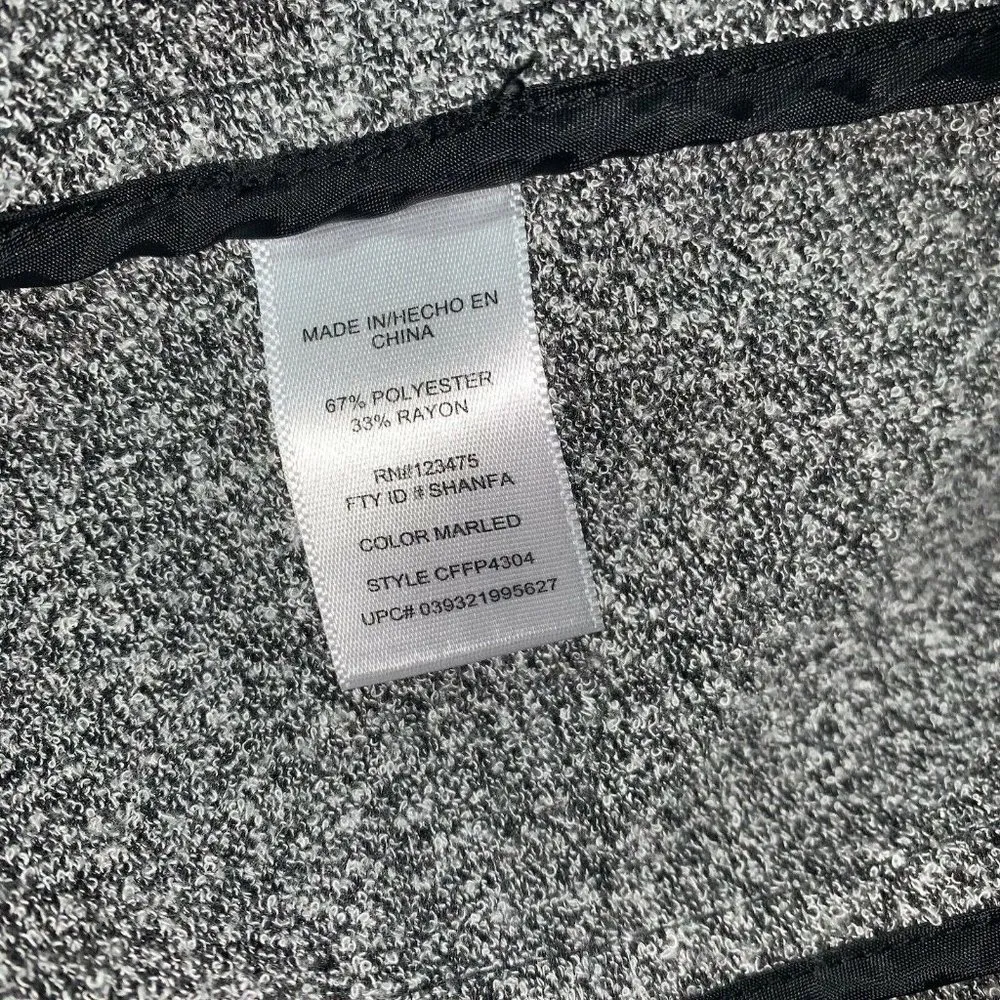 MADE IN/HECHO EN
CHINA
67% POLYESTER
33% RAYON
RN#123475
FTY ID # SHANFA
COLOR MARLED
STYLE CFFP4304
UPC# 039321995627